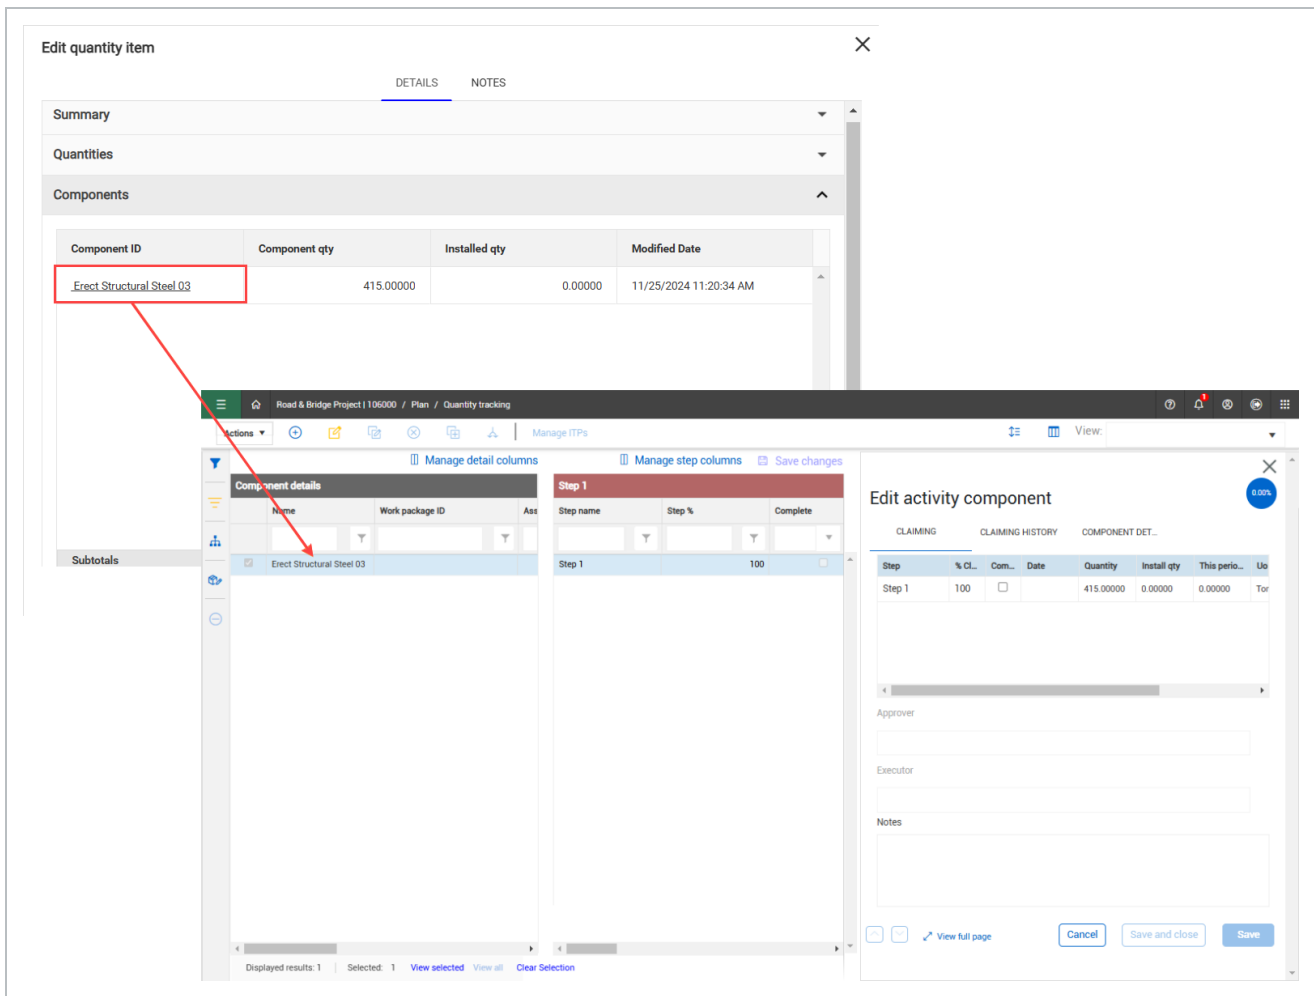 Edit quantity item
DETAILS NOTES
Summary
Quantities
Components
Component ID Component qty Installed qty Modified Date
Erect Structural Steel 03 415.00000 0.00000 11/25/2024 11:20:34 AM
Subtotals
Road & Bridge Project | 106000 / Plan / Quantity tracking
1
Actions Manage ITPs View:
Manage detail columns Manage step columns Save changes
Component details Step 1
Name Work package ID Ass Step name Step % Complete
Erect Structural Steel 03 Step 1 100
Displayed results: 1 Selected: 1 View selected View all Clear Selection
Edit activity component
0.00%
CLAIMING CLAIMING HISTORY COMPONENT DET...
Step % Cl... Com... Date Quantity Install qty This perio... Uo
Step 1 100 415.00000 0.00000 0.00000 Tor
Approver
Executor
Notes
View full page Cancel Save and close Save